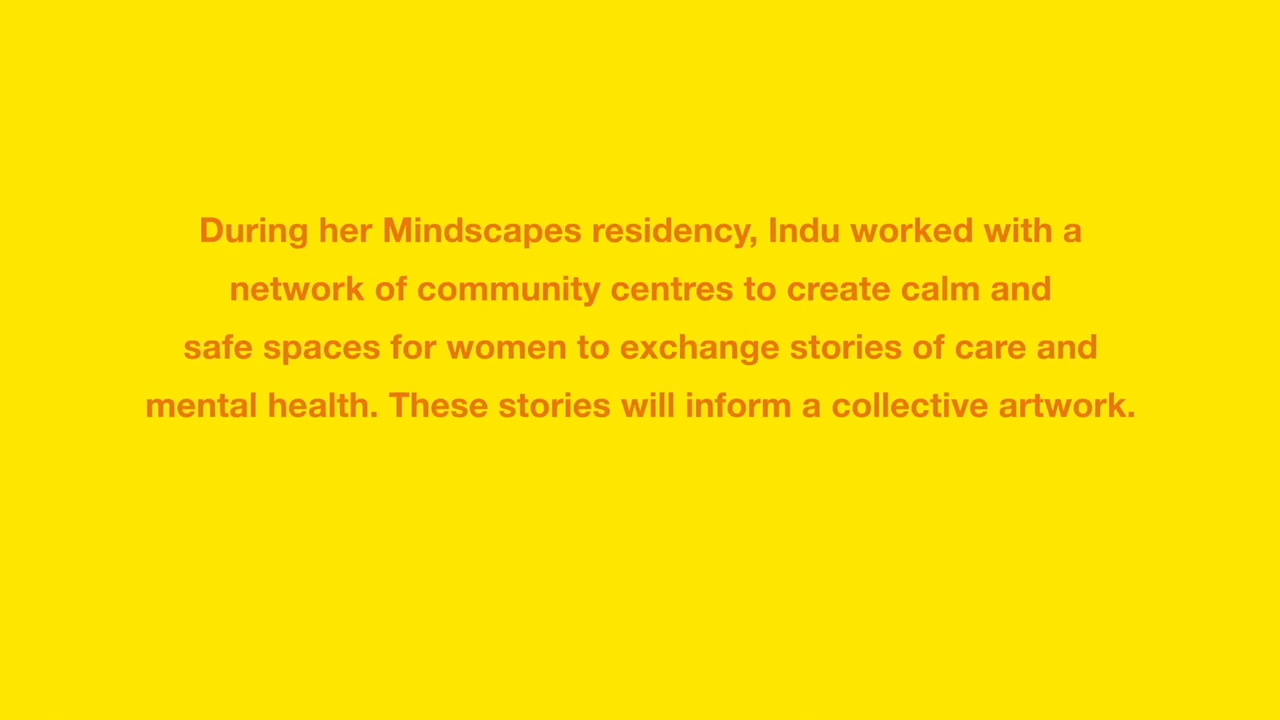 During her Mindscapes residency, Indu worked with a
network of community centres to create calm and
safe spaces for women to exchange stories of care and
mental health. These stories will inform a collective artwork.